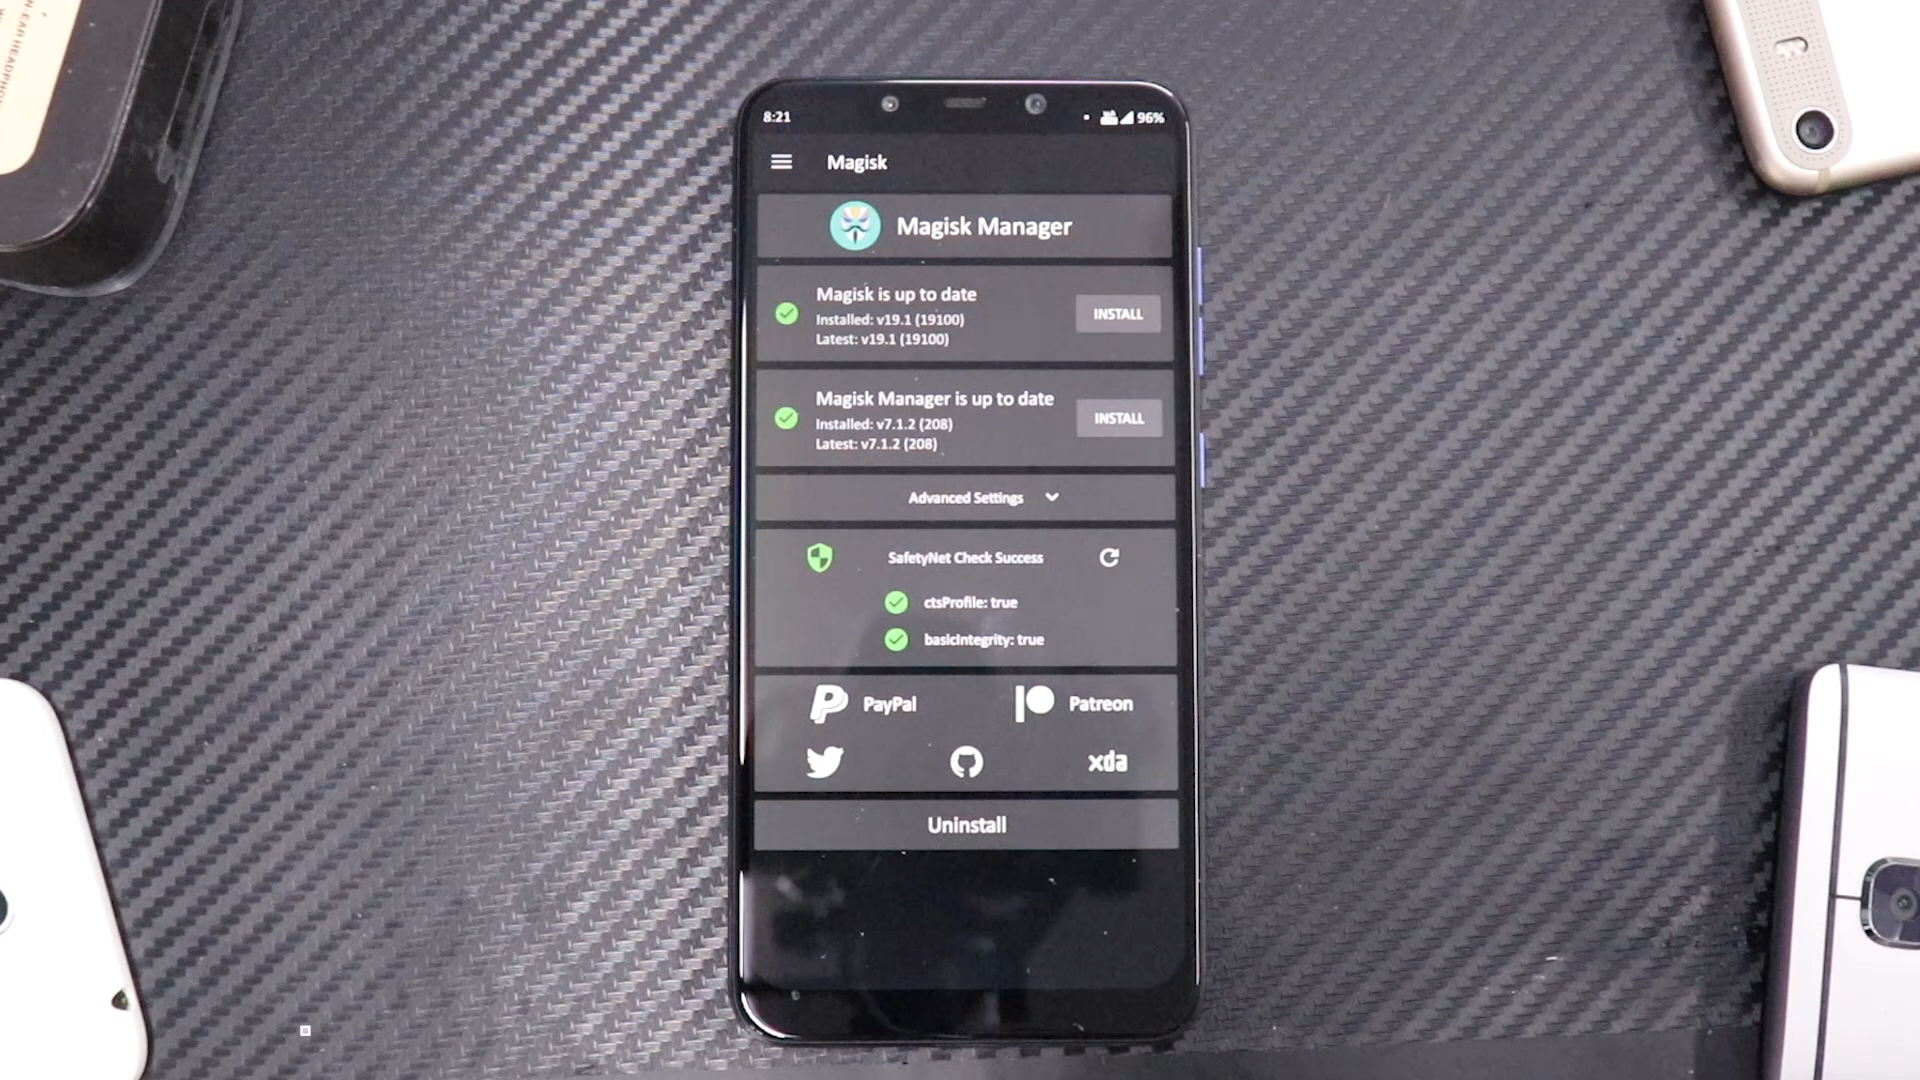 N EAR HEADPHO
8:21
96%
Magisk
Magisk Manager
Magisk is up to date
Installed: v19.1 (19100)
Latest: v19.1 (19100)
INSTALL
Magisk Manager is up to date
Installed: v7.1.2 (208)
Latest: v7.1.2 (208)
INSTALL
Advanced Settings
SafetyNet Check Success
ctsProfile: true
basicIntegrity: true
PayPal
Patreon
xda
Uninstall